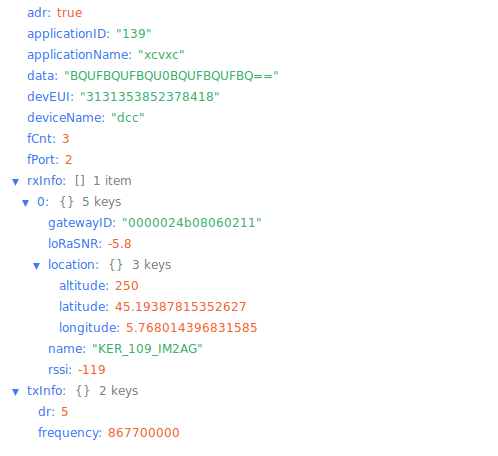 adr: true
applicationID: "139"
applicationName: "xcvxc"
data: "BQUFBQUFBQU0BQUFBQUFBQ=="
devEUI: "3131353852378418"
deviceName: "dcc"
fCnt: 3
fPort: 2
▼ rxInfo: [] 1 item
▼ 0: {} 5 keys
gatewayID: "0000024b08060211"
loRaSNR: -5.8
▼ location: {} 3 keys
altitude: 250
latitude: 45.19387815352627
longitude: 5.768014396831585
name: "KER_109_IM2AG"
rssi: -119
▼ txInfo: {} 2 keys
dr: 5
frequency: 867700000